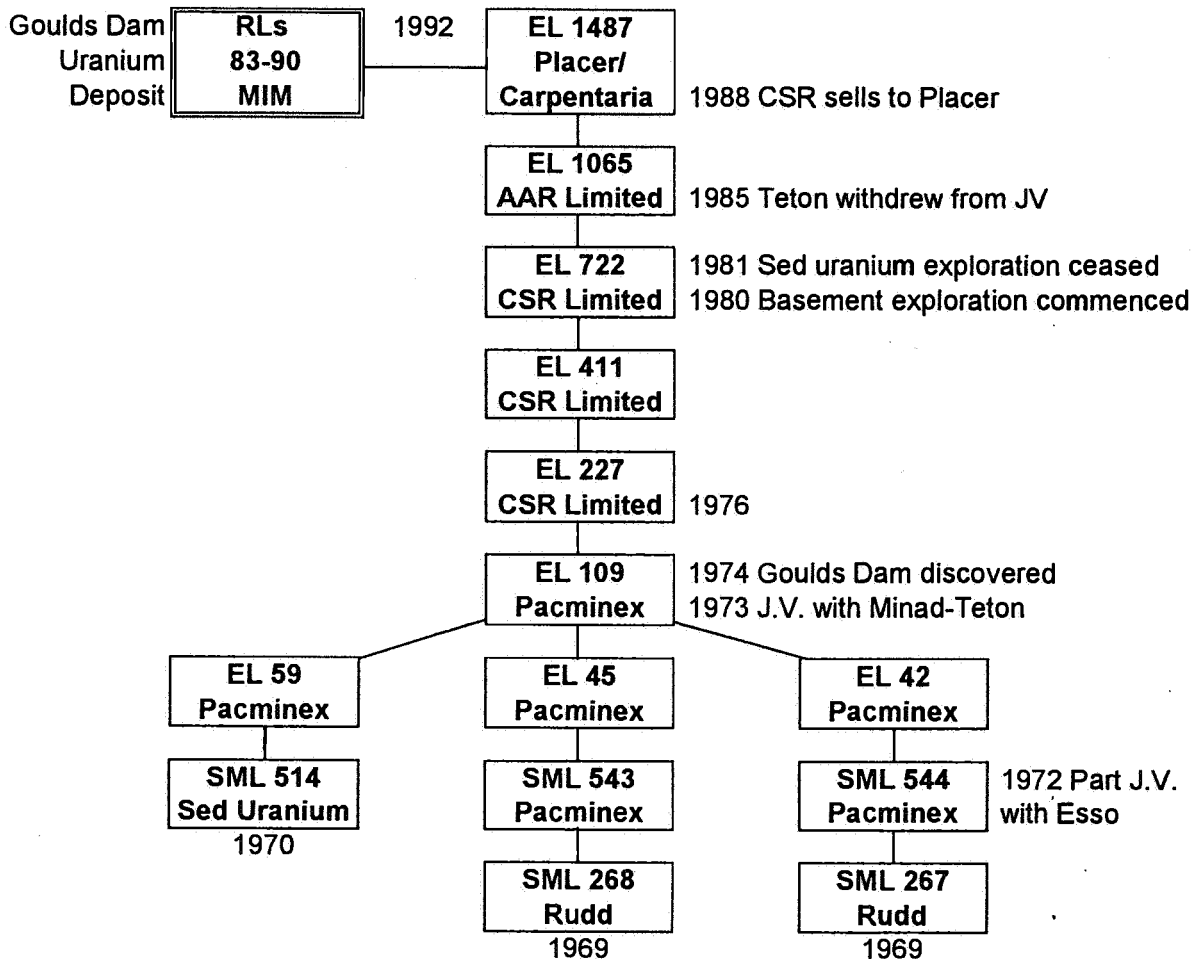 Goulds Dam
Uranium
Deposit
RLs
83-90
MIM
1992
EL 1487
Placer/
Carpentaria
1988 CSR sells to Placer
EL 1065
AAR Limited
1985 Teton withdrew from JV
EL 722
CSR Limited
1981 Sed uranium exploration ceased
1980 Basement exploration commenced
EL 411
CSR Limited
EL 227
CSR Limited
1976
EL 109
Pacminex
1974 Goulds Dam discovered
1973 J.V. with Minad-Teton
EL 59
Pacminex
EL 45
Pacminex
EL 42
Pacminex
SML 514
Sed Uranium
1970
SML 543
Pacminex
SML 544
Pacminex
1972 Part J.V.
with Esso
SML 268
Rudd
1969
SML 267
Rudd
1969